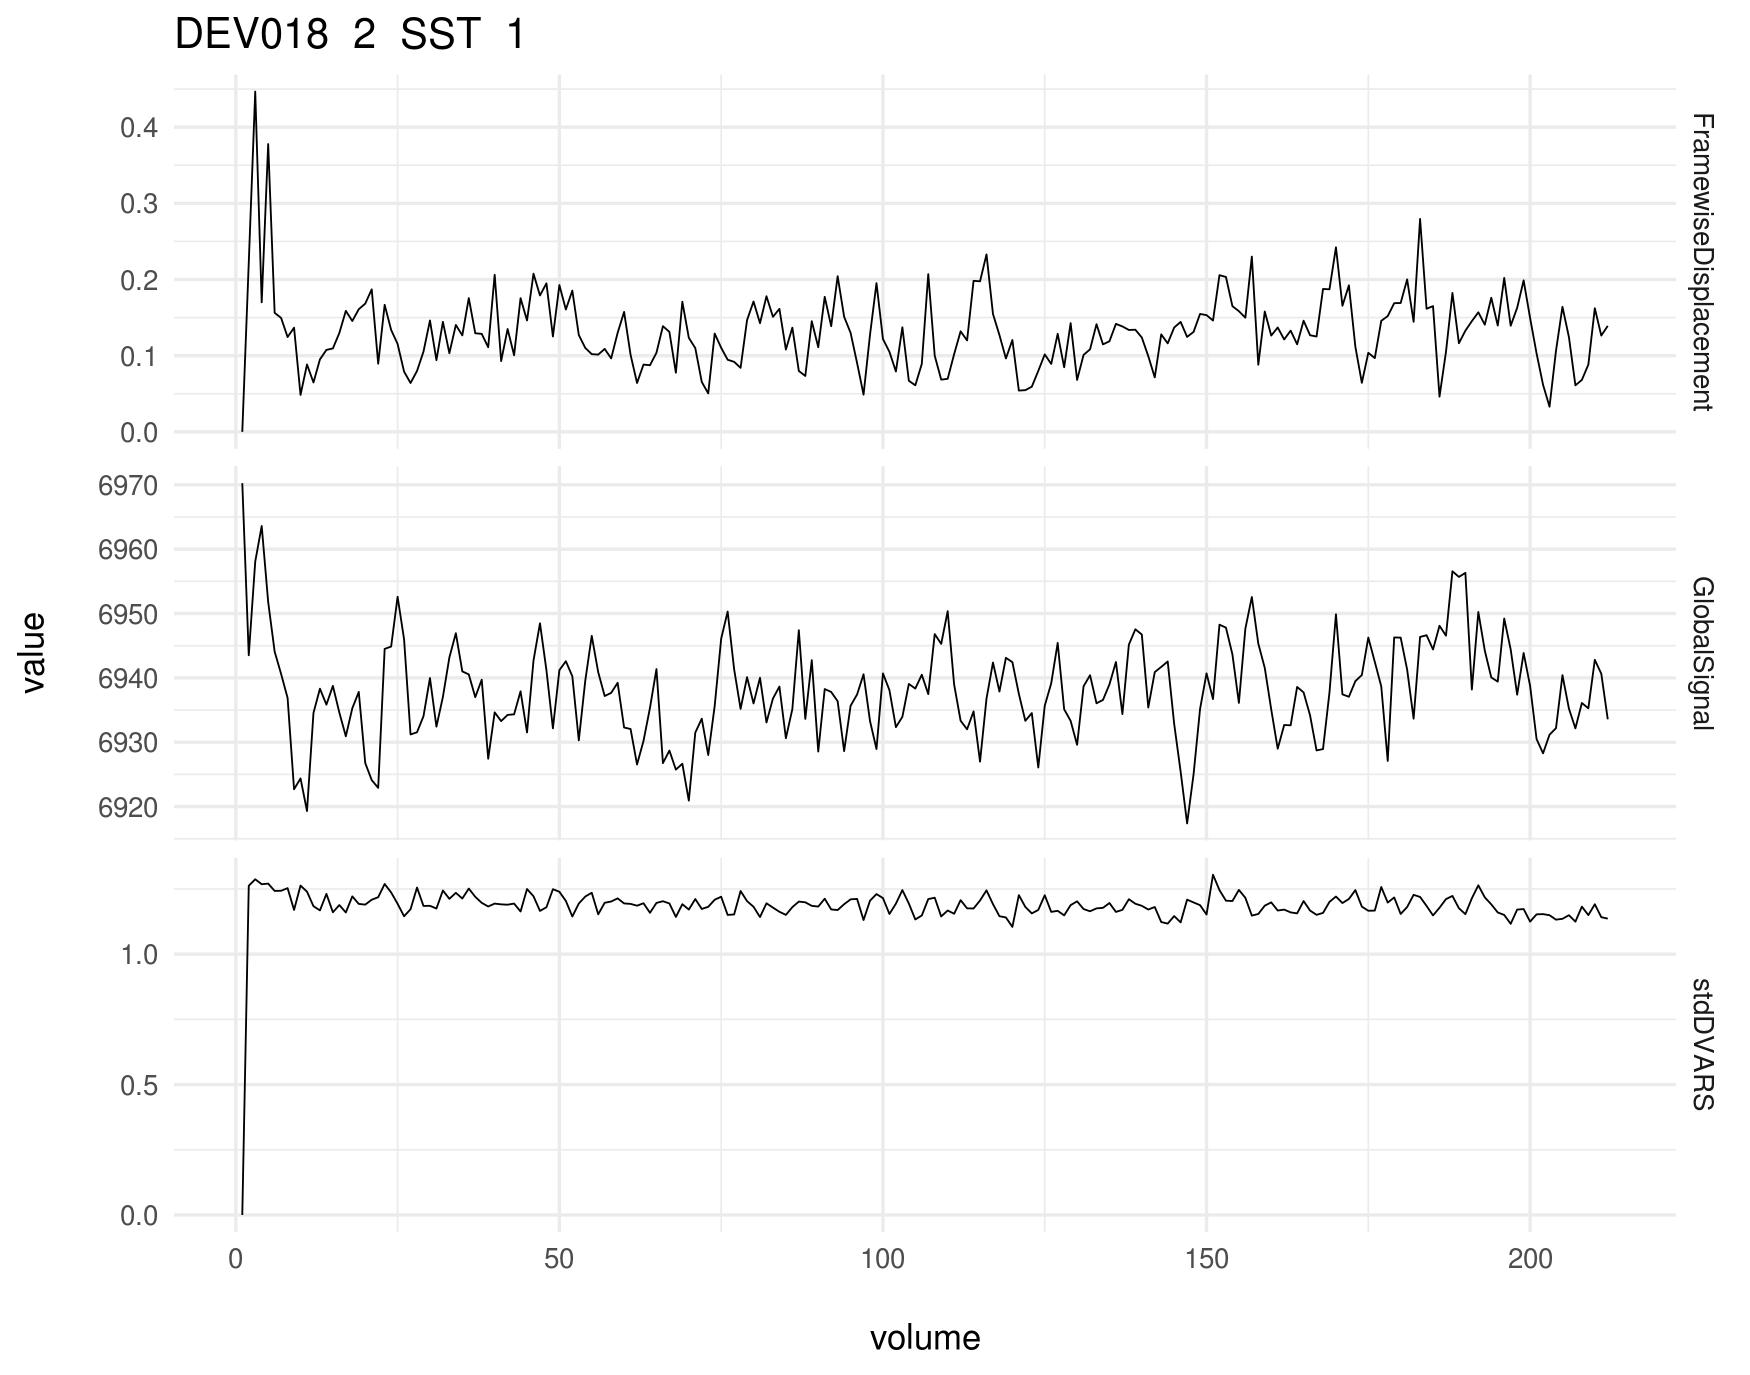 DEV018 2 SST 1
0.4
0.3
0.2
0.1
0.0
FramewiseDisplacement
6970
6960
6950
6940
6930
6920
GlobalSignal
value
1.0
0.5
0.0
stdDVARS
0 50 100 150 200
volume